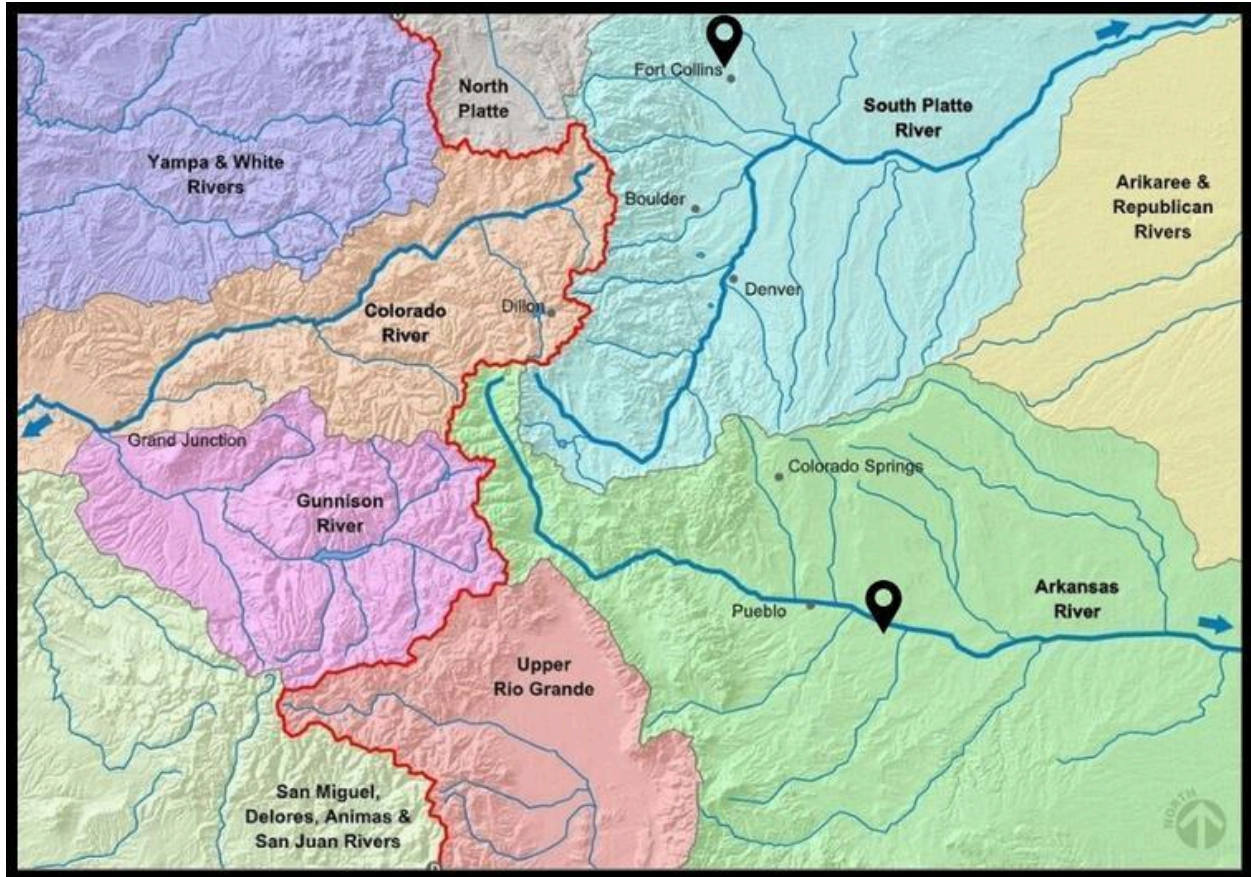 Fort Collins
North
Platte
South Platte
River
Yampa & White
Rivers
Arikaree &
Republican
Rivers
Boulder
Denver
Dillon
Colorado
River
Grand Junction
Colorado Springs
Gunnison
River
Arkansas
River
Pueblo
Upper
Rio Grande
San Miguel,
Delores, Animas &
San Juan Rivers
NORTH